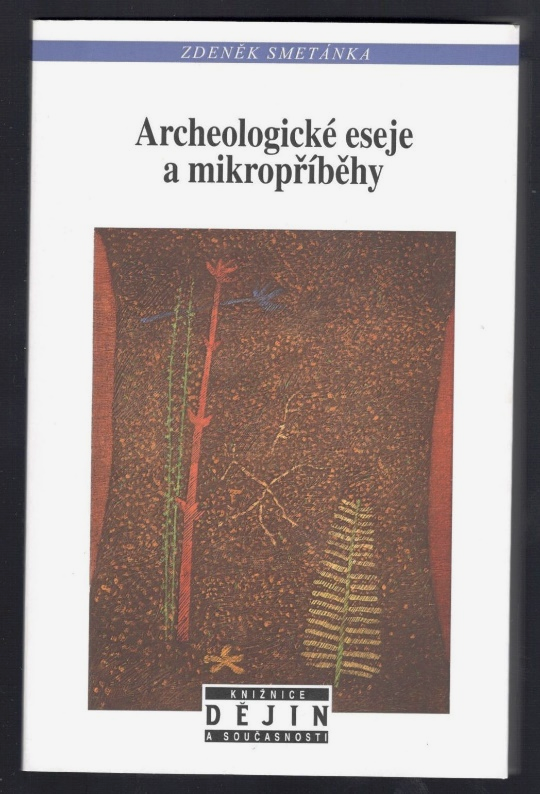 ZDENĚK SMETÁNKA
Archeologické eseje
a mikropříběhy
KNIŽNICE
DĚJIN
A SOUČASNOSTI